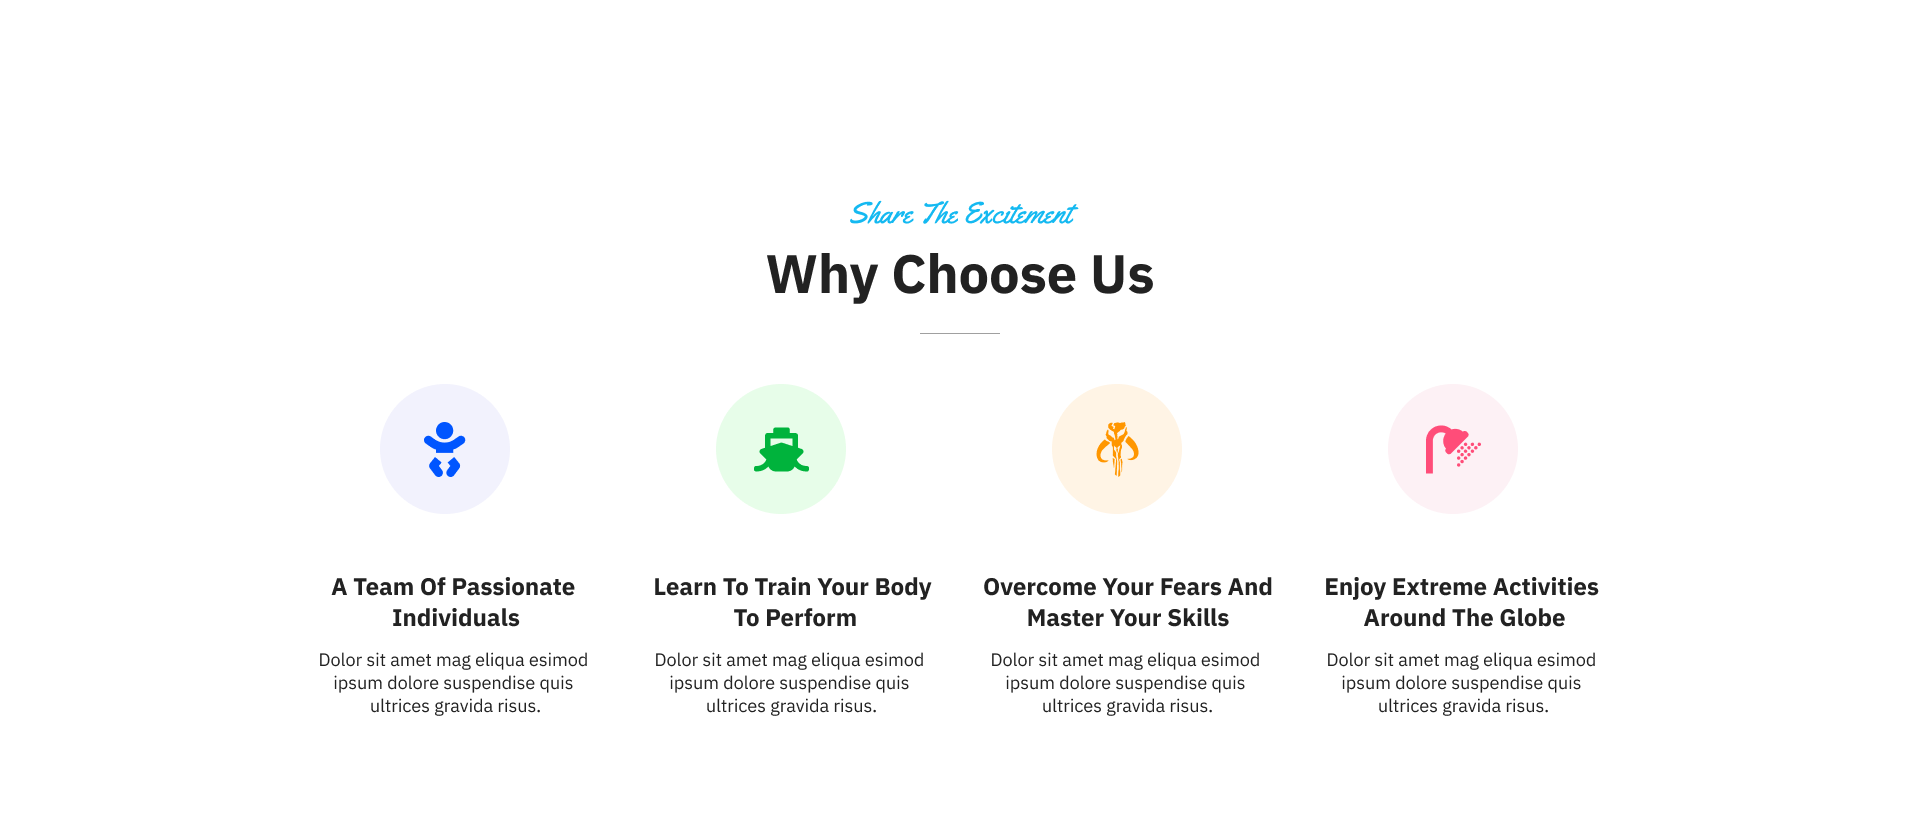 Share The Excitement
Why Choose Us
A Team Of Passionate
Individuals
Dolor sit amet mag eliqua esimod
ipsum dolore suspendise quis
ultrices gravida risus.
Learn To Train Your Body
To Perform
Dolor sit amet mag eliqua esimod
ipsum dolore suspendise quis
ultrices gravida risus.
Overcome Your Fears And
Master Your Skills
Dolor sit amet mag eliqua esimod
ipsum dolore suspendise quis
ultrices gravida risus.
Enjoy Extreme Activities
Around The Globe
Dolor sit amet mag eliqua esimod
ipsum dolore suspendise quis
ultrices gravida risus.